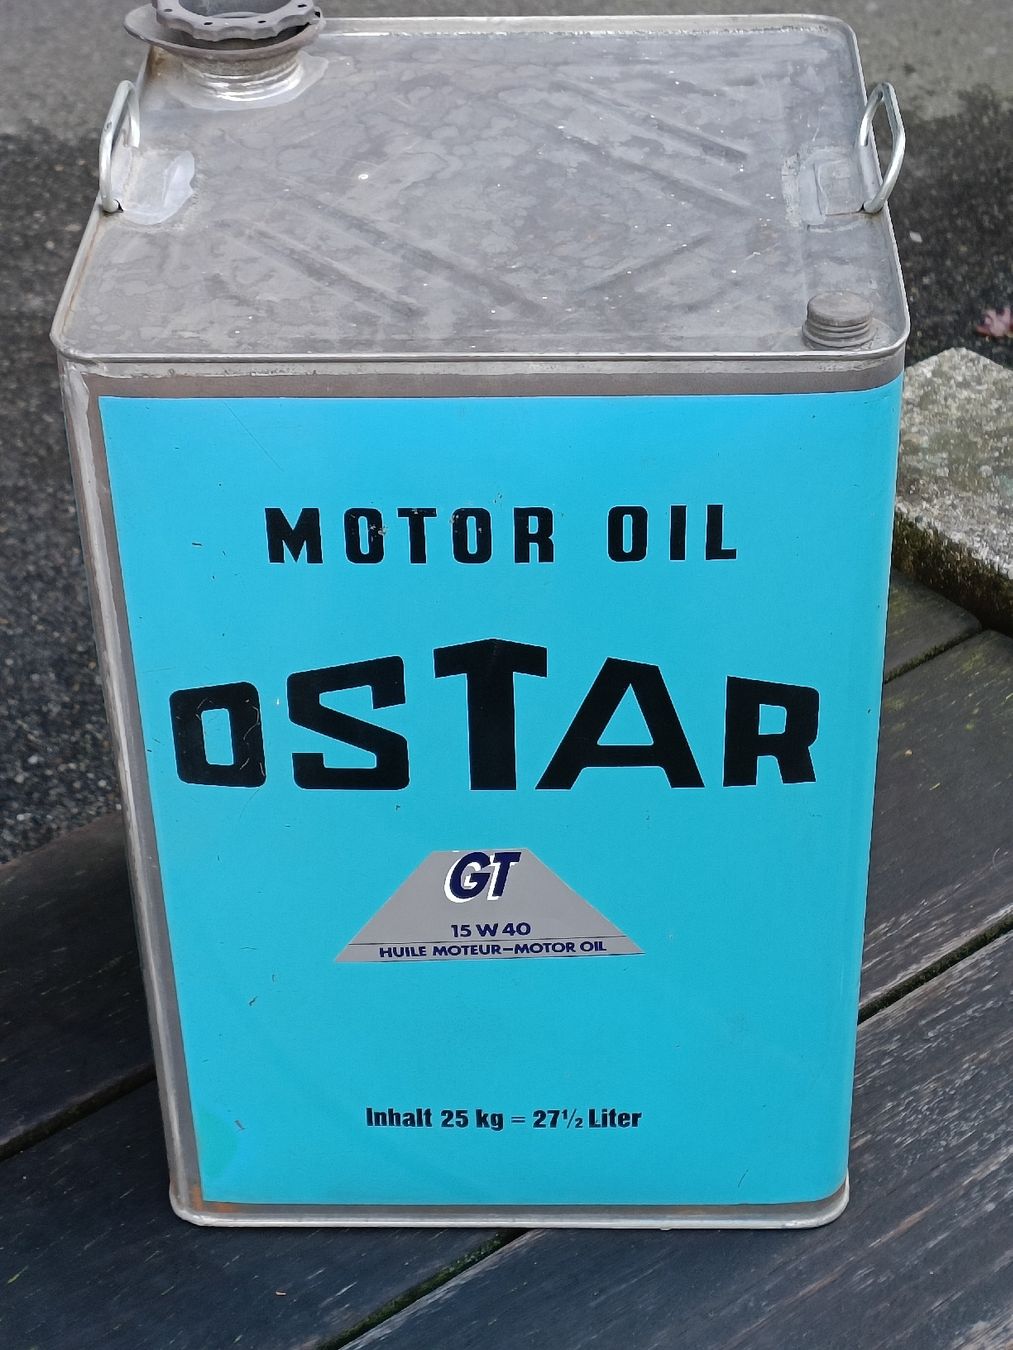 MOTOR OIL
OSTAR
GT
15 W 40
HUILE MOTEUR–MOTOR OIL
Inhalt 25 kg = 27½ Liter